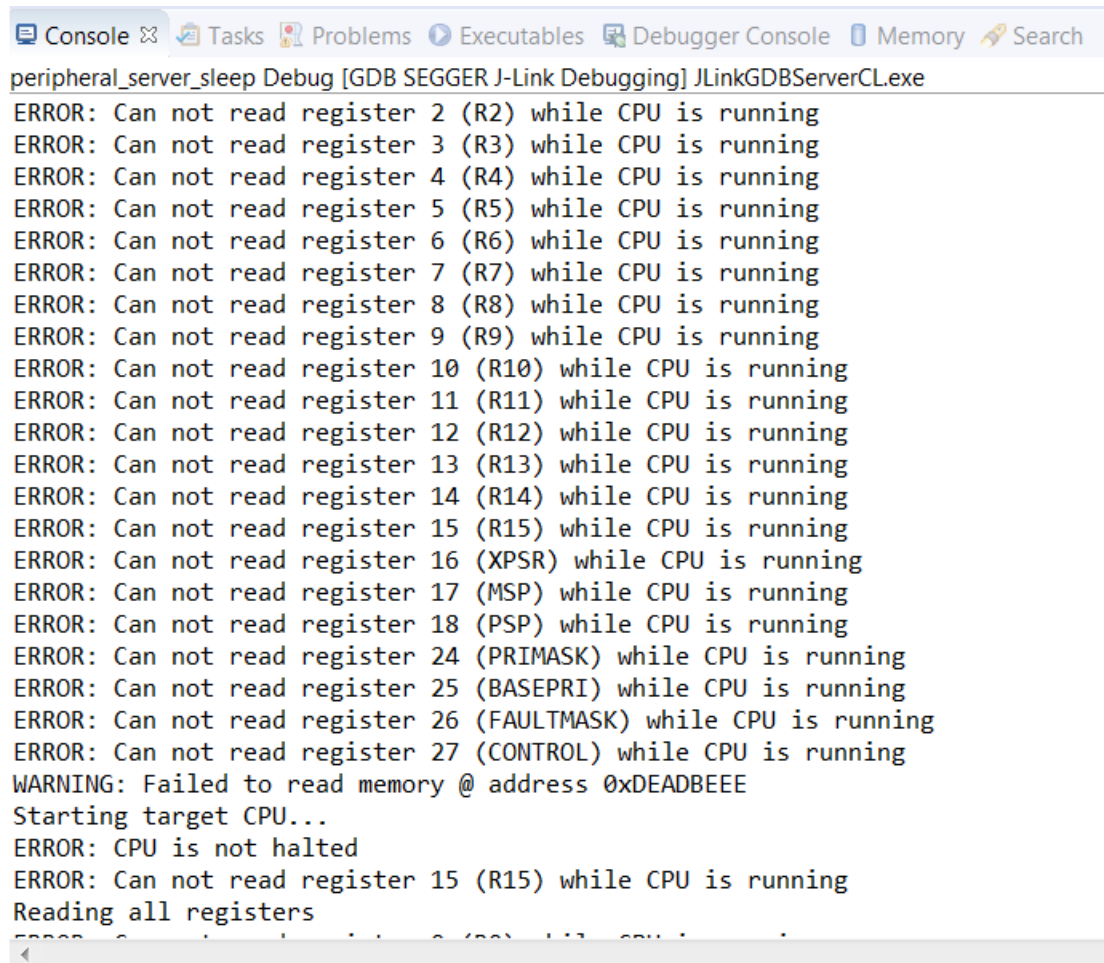 Console Tasks Problems Executables Debugger Console Memory Search
peripheral_server_sleep Debug [GDB SEGGER J-Link Debugging] JLinkGDBServerCL.exe
ERROR: Can not read register 2 (R2) while CPU is running
ERROR: Can not read register 3 (R3) while CPU is running
ERROR: Can not read register 4 (R4) while CPU is running
ERROR: Can not read register 5 (R5) while CPU is running
ERROR: Can not read register 6 (R6) while CPU is running
ERROR: Can not read register 7 (R7) while CPU is running
ERROR: Can not read register 8 (R8) while CPU is running
ERROR: Can not read register 9 (R9) while CPU is running
ERROR: Can not read register 10 (R10) while CPU is running
ERROR: Can not read register 11 (R11) while CPU is running
ERROR: Can not read register 12 (R12) while CPU is running
ERROR: Can not read register 13 (R13) while CPU is running
ERROR: Can not read register 14 (R14) while CPU is running
ERROR: Can not read register 15 (R15) while CPU is running
ERROR: Can not read register 16 (XPSR) while CPU is running
ERROR: Can not read register 17 (MSP) while CPU is running
ERROR: Can not read register 18 (PSP) while CPU is running
ERROR: Can not read register 24 (PRIMASK) while CPU is running
ERROR: Can not read register 25 (BASEPRI) while CPU is running
ERROR: Can not read register 26 (FAULTMASK) while CPU is running
ERROR: Can not read register 27 (CONTROL) while CPU is running
WARNING: Failed to read memory @ address 0xDEADBEEE
Starting target CPU...
ERROR: CPU is not halted
ERROR: Can not read register 15 (R15) while CPU is running
Reading all registers